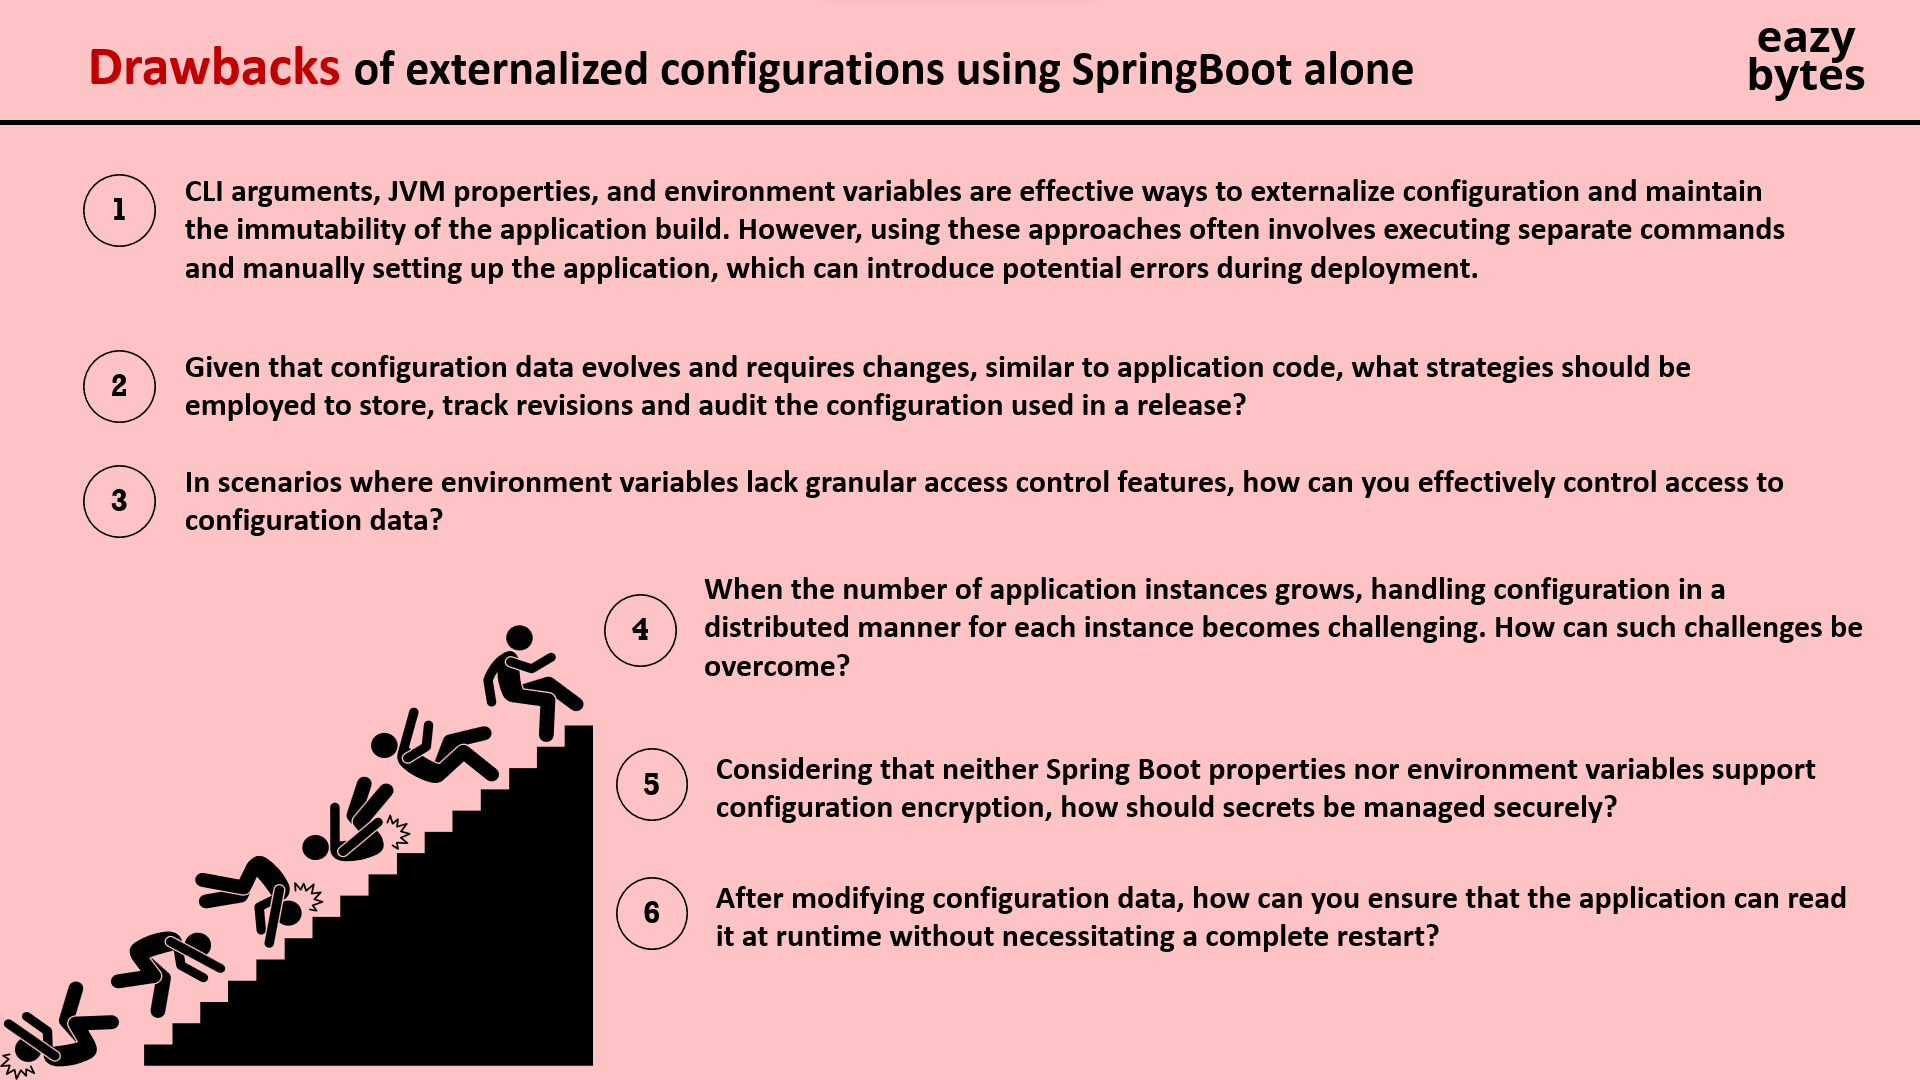 Drawbacks of externalized configurations using SpringBoot alone
eazy
bytes
1
CLI arguments, JVM properties, and environment variables are effective ways to externalize configuration and maintain
the immutability of the application build. However, using these approaches often involves executing separate commands
and manually setting up the application, which can introduce potential errors during deployment.
2
Given that configuration data evolves and requires changes, similar to application code, what strategies should be
employed to store, track revisions and audit the configuration used in a release?
3
In scenarios where environment variables lack granular access control features, how can you effectively control access to
configuration data?
4
When the number of application instances grows, handling configuration in a
distributed manner for each instance becomes challenging. How can such challenges be
overcome?
5
Considering that neither Spring Boot properties nor environment variables support
configuration encryption, how should secrets be managed securely?
6
After modifying configuration data, how can you ensure that the application can read
it at runtime without necessitating a complete restart?